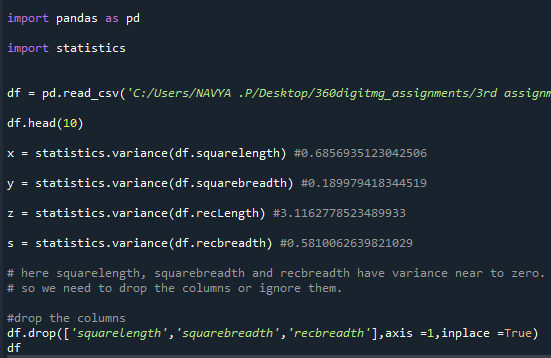 import pandas as pd
import statistics
df = pd.read_csv('C:/Users/NAVYA .P/Desktop/360digitmg_assignments/3rd assignm
df.head(10)
x = statistics.variance(df.squarelength) #0.6856935123042506
y = statistics.variance(df.squarebreadth) #0.189979418344519
z = statistics.variance(df.recLength) #3.1162778523489933
s = statistics.variance(df.recbreadth) #0.5810062639821029
# here squarelength, squarebreadth and recbreadth have variance near to zero.
# so we need to drop the columns or ignore them.
#drop the columns
df.drop(['squarelength','squarebreadth','recbreadth'],axis =1,inplace =True)
df